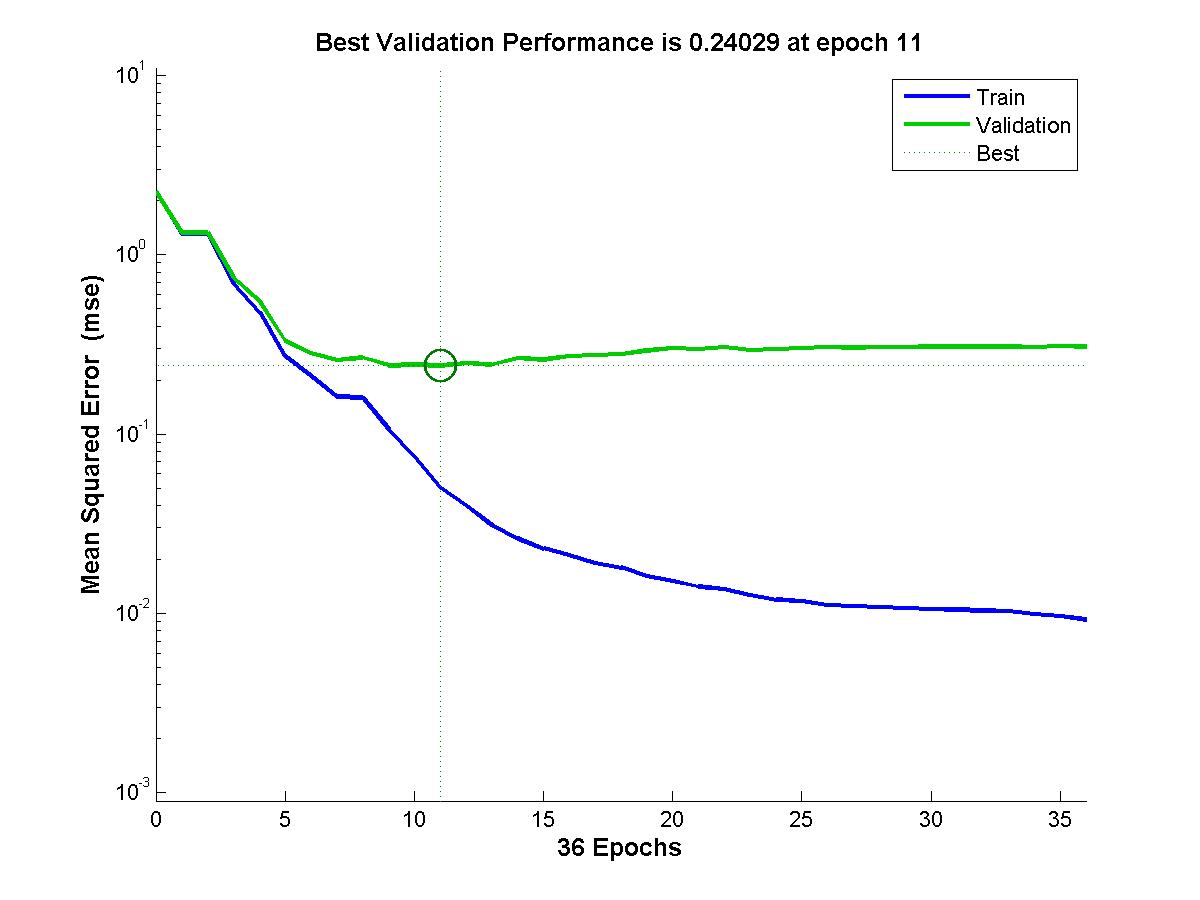 Best Validation Performance is 0.24029 at epoch 11
Train
Validation
Best
Mean Squared Error (mse)
10^1
10^0
10^-1
10^-2
10^-3
0 5 10 15 20 25 30 35
36 Epochs